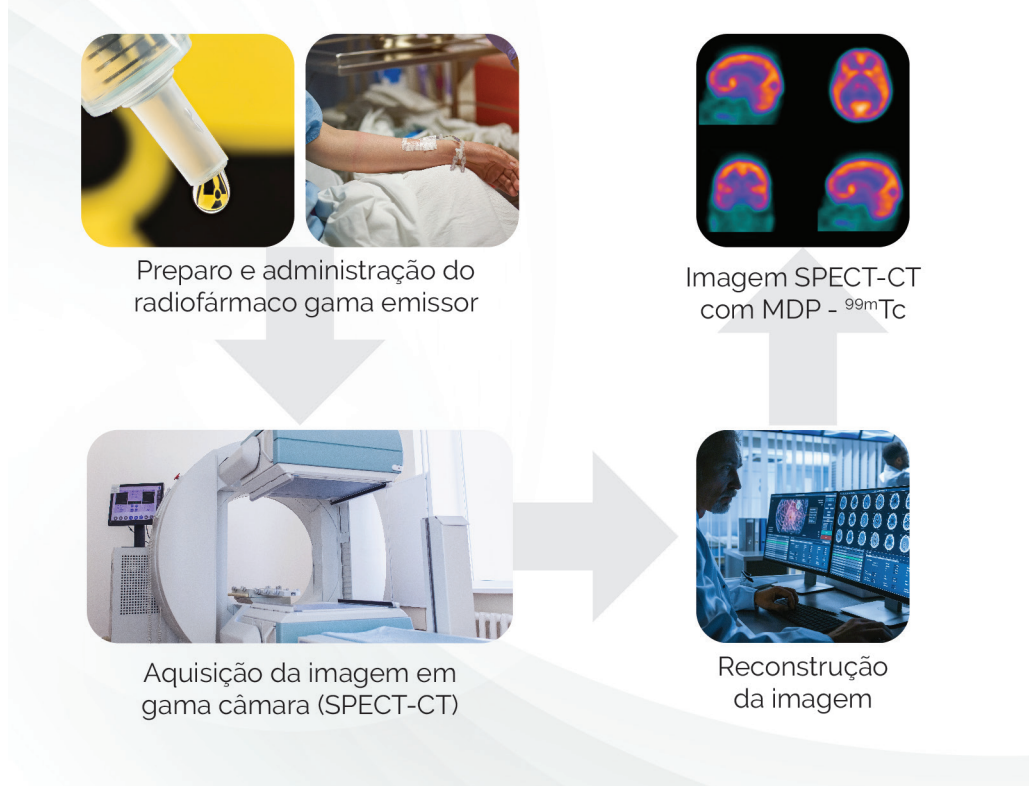 Preparo e administração do
radiofármaco gama emissor
Aquisição da imagem em
gama câmara (SPECT-CT)
Reconstrução
da imagem
Imagem SPECT-CT
com MDP - ⁹⁹ᵐTc